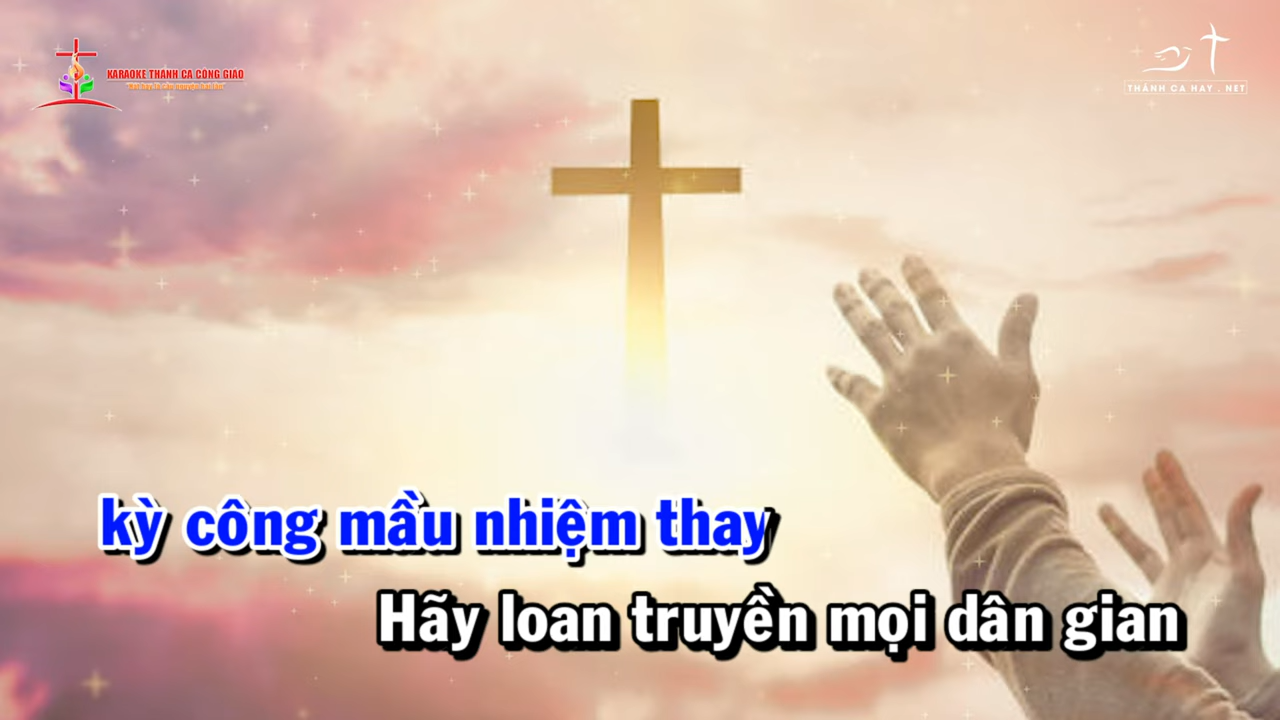 KARAOKE THÁNH CA CÔNG GIÁO
THÁNH CA HAY . NET
kỳ công mầu nhiệm thay
Hãy loan truyền mọi dân gian